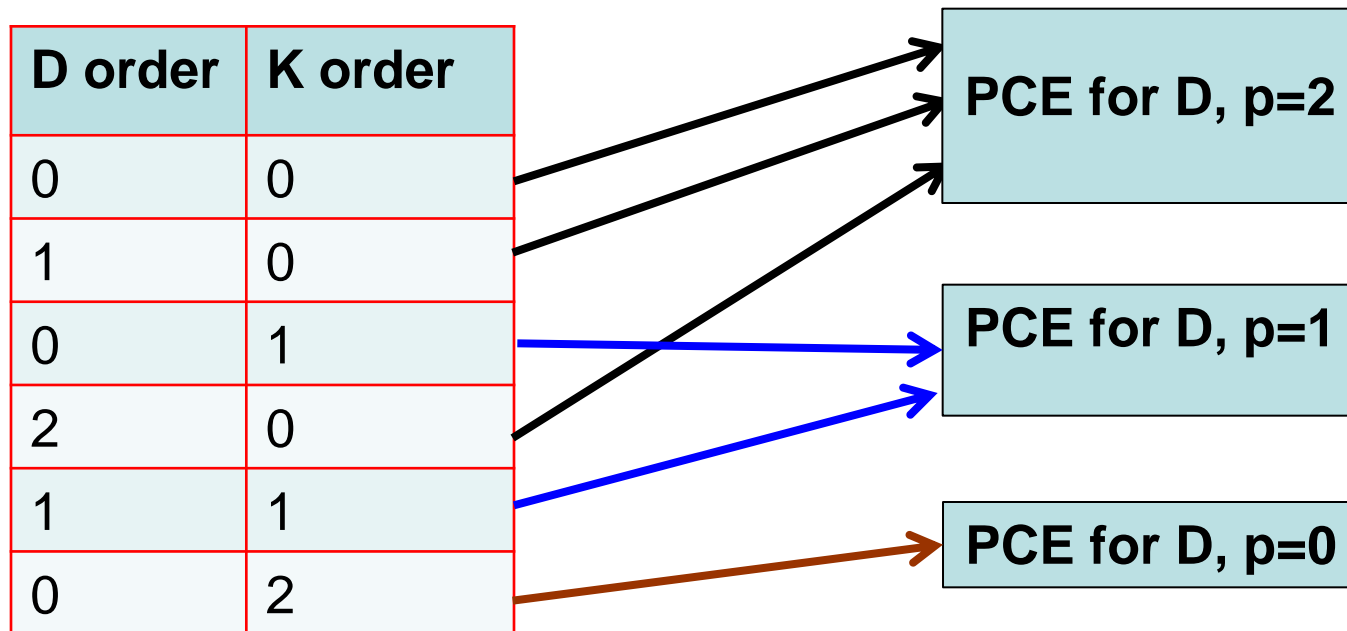 D order K order
0 0
1 0
0 1
2 0
1 1
0 2
PCE for D, p=2
PCE for D, p=1
PCE for D, p=0